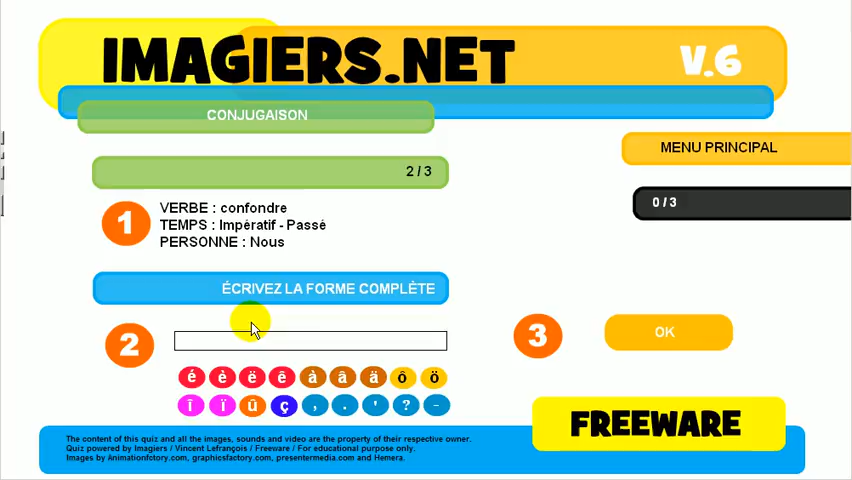 IMAGIERS.NET
V.6
CONJUGAISON
MENU PRINCIPAL
2 / 3
0 / 3
1
VERBE : confondre
TEMPS : Impératif - Passé
PERSONNE : Nous
ÉCRIVEZ LA FORME COMPLÈTE
2
3
OK
é è ë ê à â ä ô ö
î ï û ç , . ' ? -
FREEWARE
The content of this quiz and all the images, sounds and video are the property of their respective owner.
Quiz powered by Imagiers / Vincent Lefrançois / Freeware / For educational purpose only.
Images by Animationfctory.com, graphicsfactory.com, presentermedia.com and Hemera.